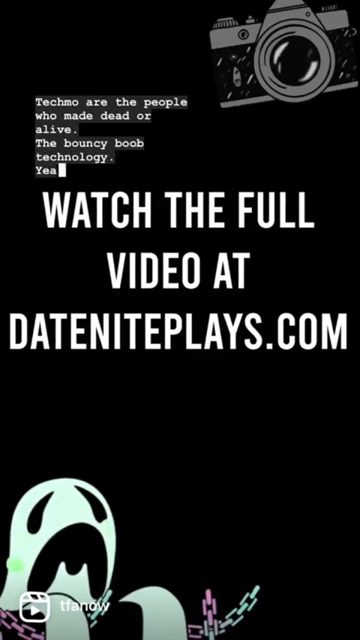 Techmo are the people
who made dead or
alive.
The bouncy boob
technology.
Yea
WATCH THE FULL
VIDEO AT
DATENITEPLAYS.COM
tfanow